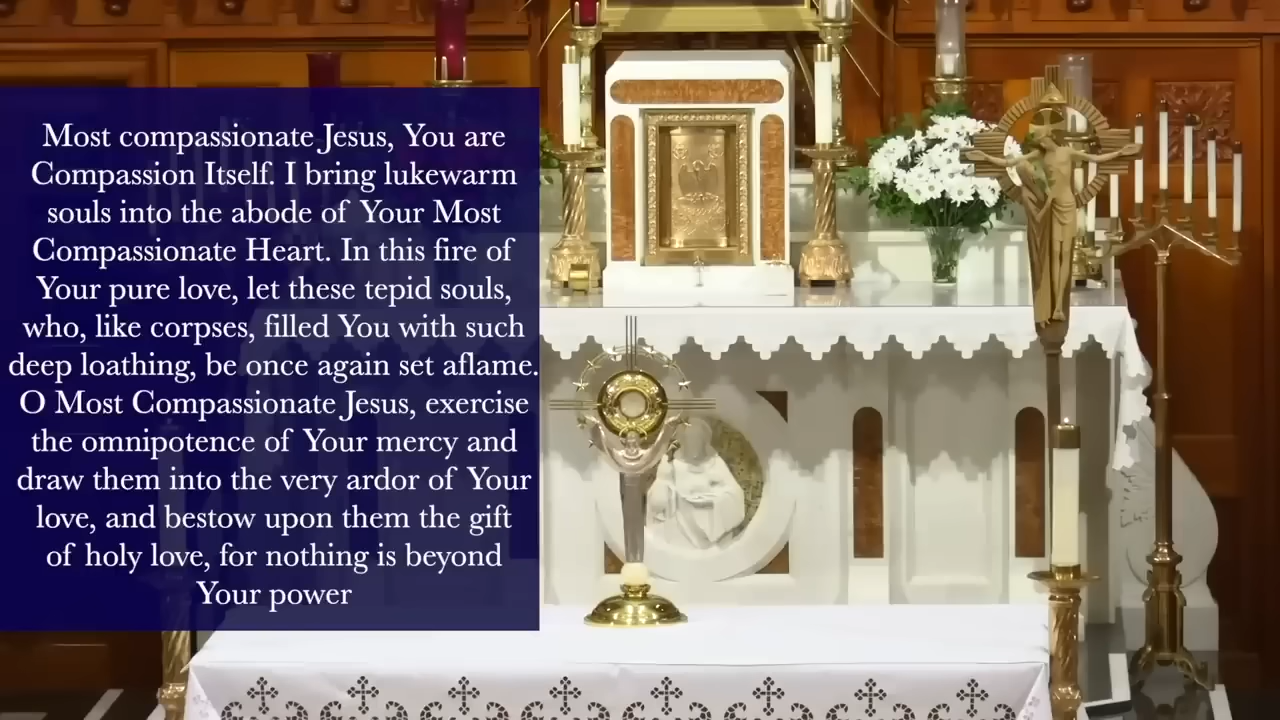 Most compassionate Jesus, You are
Compassion Itself. I bring lukewarm
souls into the abode of Your Most
Compassionate Heart. In this fire of
Your pure love, let these tepid souls,
who, like corpses, filled You with such
deep loathing, be once again set aflame.
O Most Compassionate Jesus, exercise
the omnipotence of Your mercy and
draw them into the very ardor of Your
love, and bestow upon them the gift
of holy love, for nothing is beyond
Your power